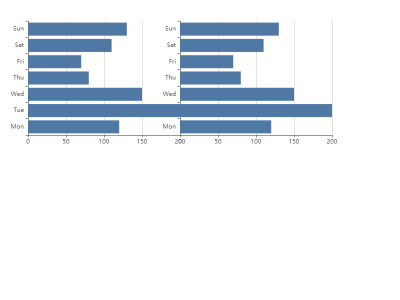 Sun Sun
Sat Sat
Fri Fri
Thu Thu
Wed Wed
Tue
Mon Mon
0 50 100 150 200 50 100 150 200